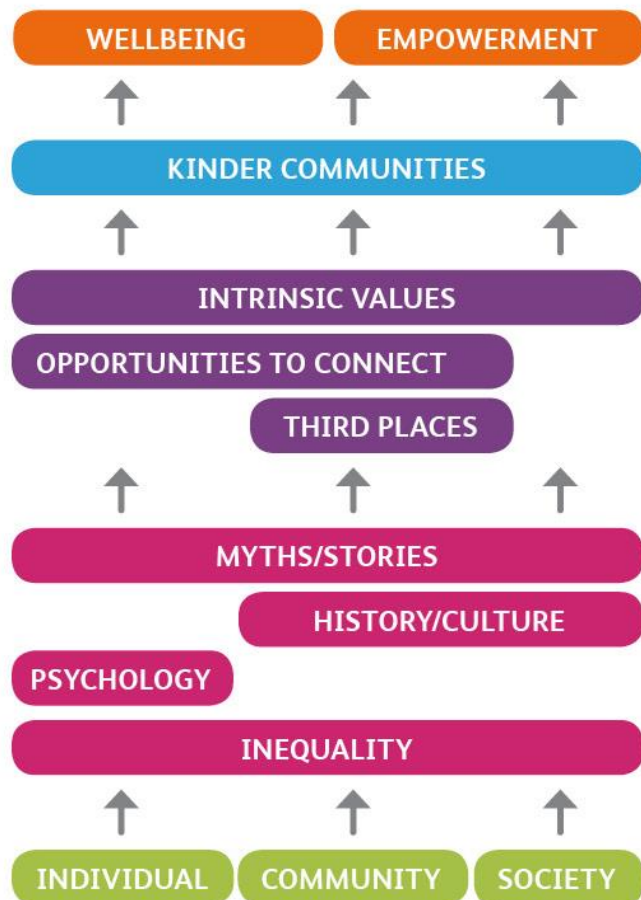 WELLBEING
EMPOWERMENT
KINDER COMMUNITIES
INTRINSIC VALUES
OPPORTUNITIES TO CONNECT
THIRD PLACES
MYTHS/STORIES
HISTORY/CULTURE
PSYCHOLOGY
INEQUALITY
INDIVIDUAL
COMMUNITY
SOCIETY